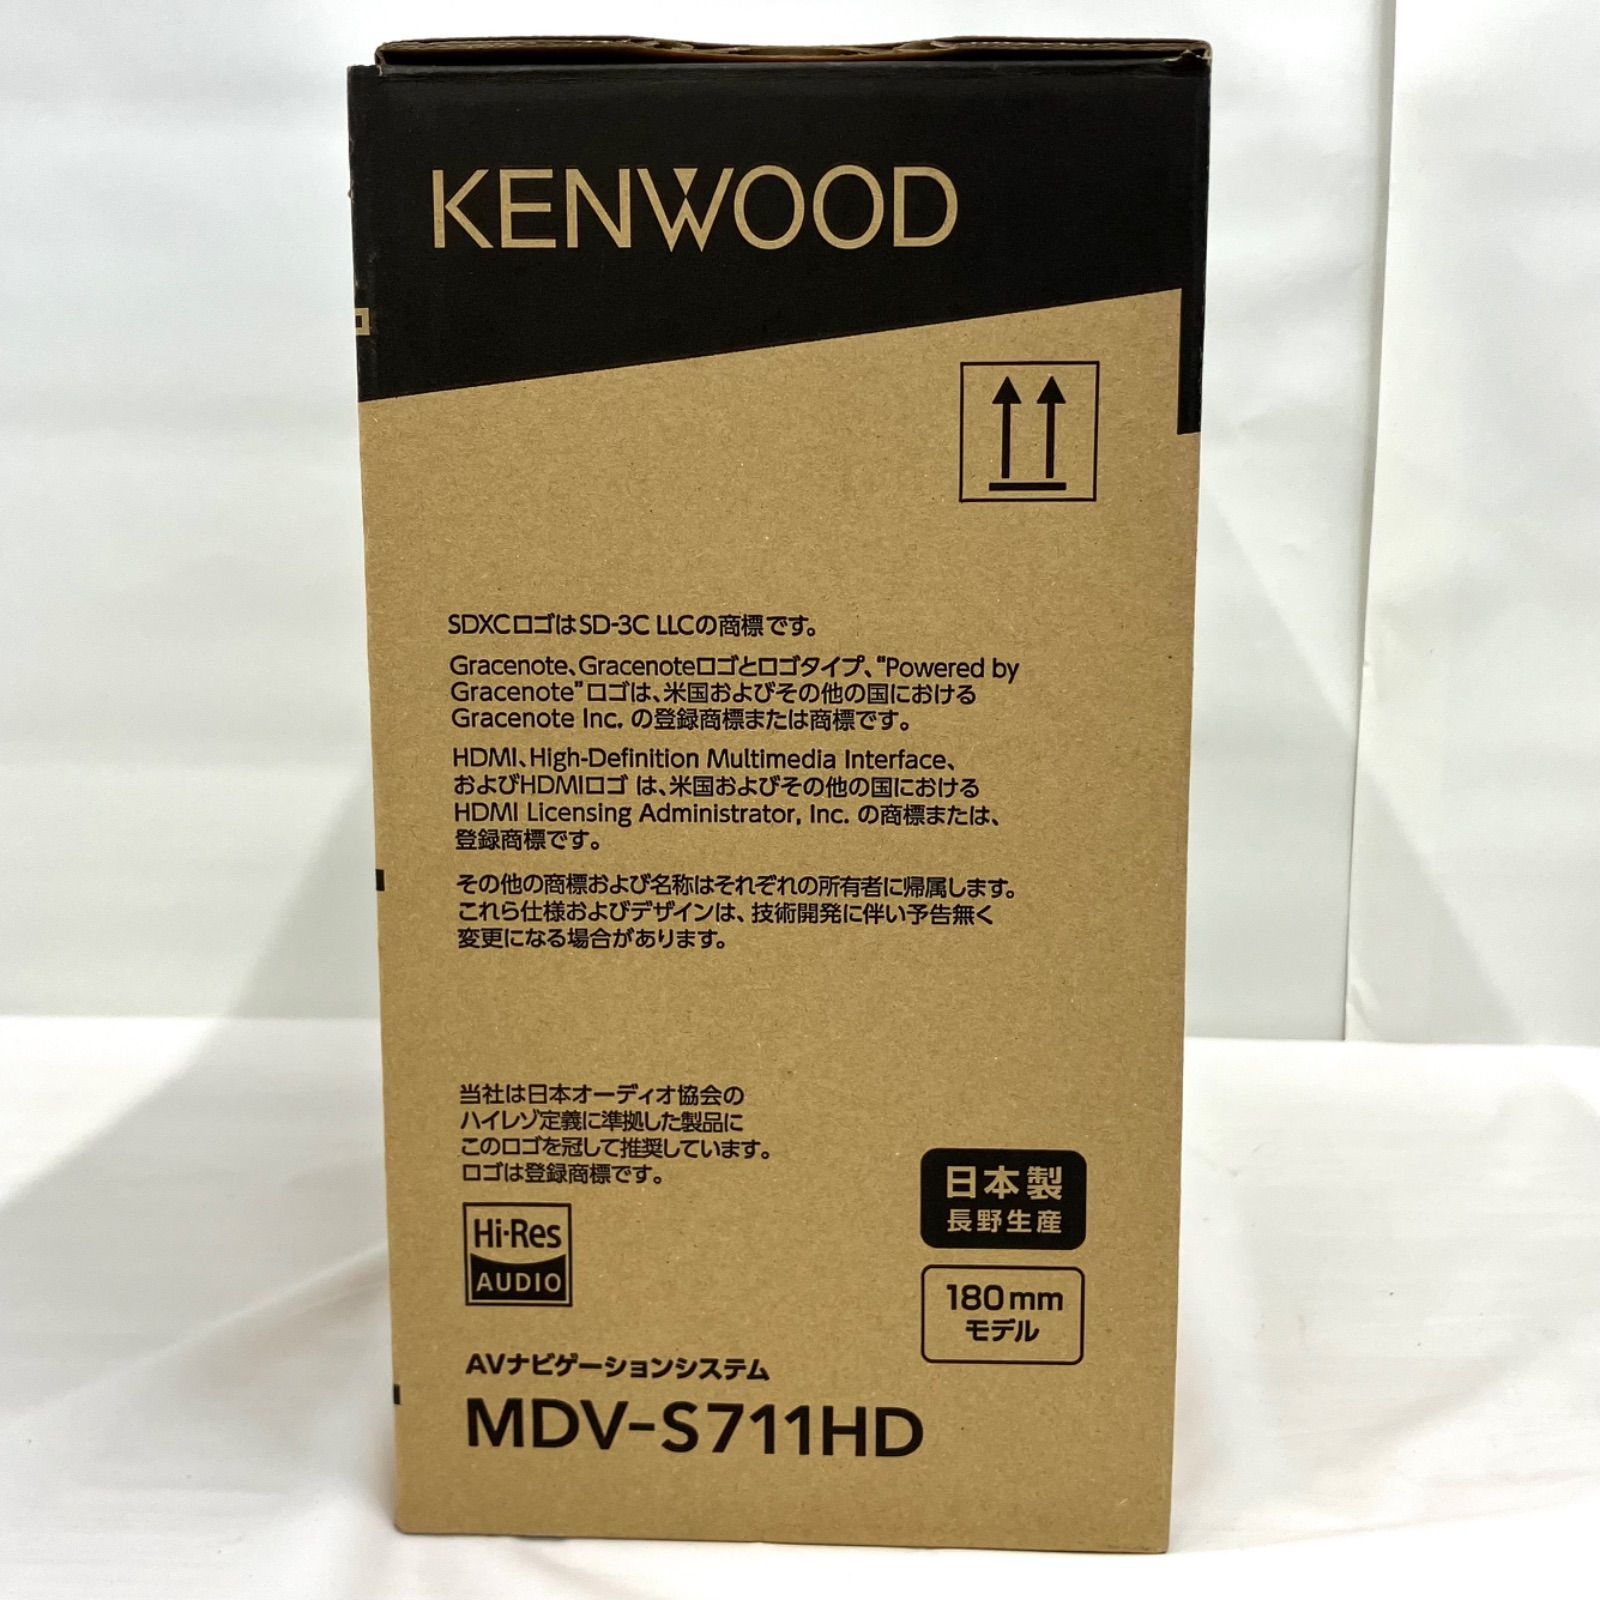 KENWOOD
SDXCロゴはSD-3C LLCの商標です。
Gracenote、Gracenoteロゴとロゴタイプ、"Powered by
Gracenote"ロゴは、米国およびその他の国における
Gracenote Inc. の登録商標または商標です。
HDMI、High-Definition Multimedia Interface、
およびHDMIロゴ は、米国およびその他の国における
HDMI Licensing Administrator, Inc. の商標または、
登録商標です。
その他の商標および名称はそれぞれの所有者に帰属します。
これら仕様およびデザインは、技術開発に伴い予告無く
変更になる場合があります。
当社は日本オーディオ協会の
ハイレゾ定義に準拠した製品に
このロゴを冠して推奨しています。
ロゴは登録商標です。
Hi-Res
AUDIO
日本製
長野生産
180mm
モデル
AVナビゲーションシステム
MDV-S711HD